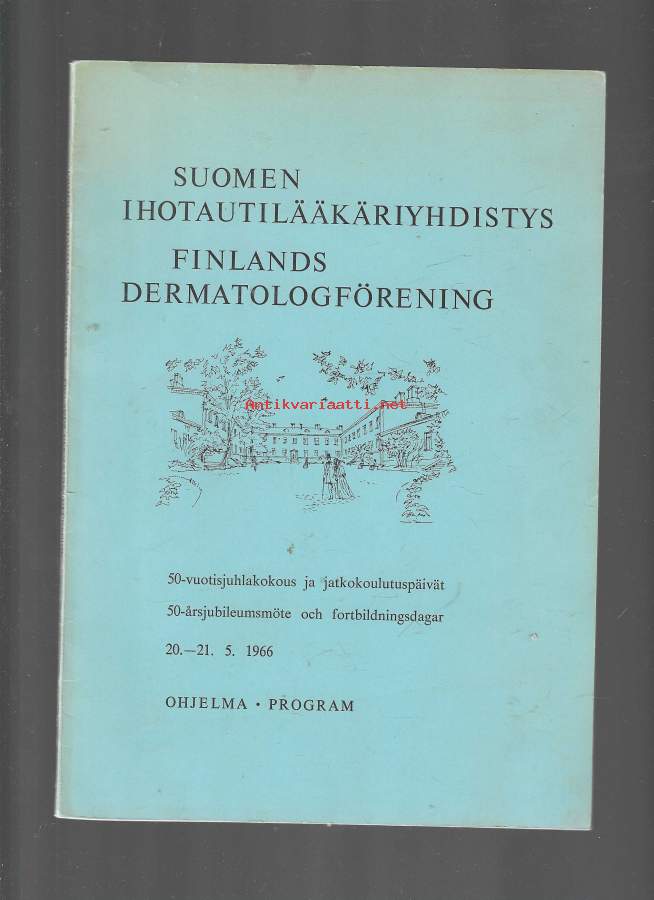 SUOMEN
IHOTAUTILÄÄKÄRIYHDISTYS
FINLANDS
DERMATOLOGFÖRENING
Antikvariaatti.net
50-vuotisjuhlakokous ja jatkokoulutuspäivät
50-årsjubileumsmöte och fortbildningsdagar
20.—21. 5. 1966
OHJELMA • PROGRAM